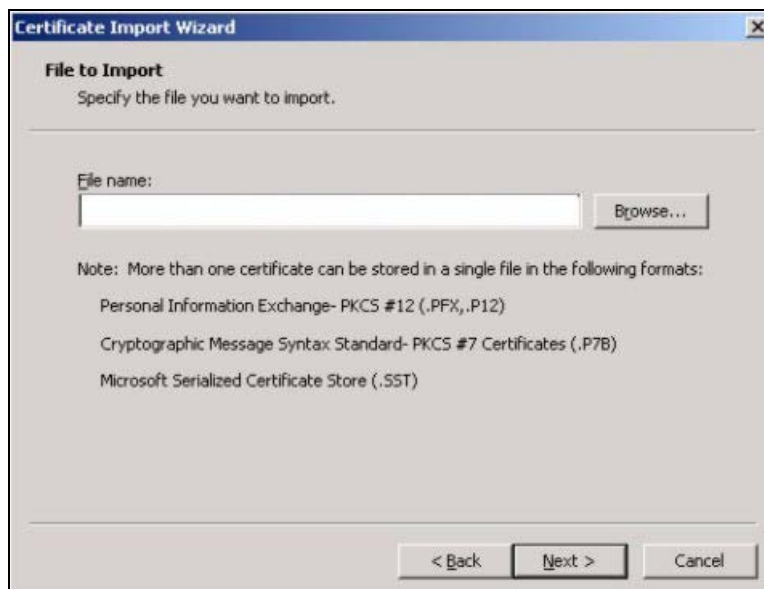 Certificate Import Wizard
File to Import
Specify the file you want to import.
File name:
Browse...
Note: More than one certificate can be stored in a single file in the following formats:
Personal Information Exchange- PKCS #12 (.PFX,.P12)
Cryptographic Message Syntax Standard- PKCS #7 Certificates (.P7B)
Microsoft Serialized Certificate Store (.SST)
< Back
Next >
Cancel